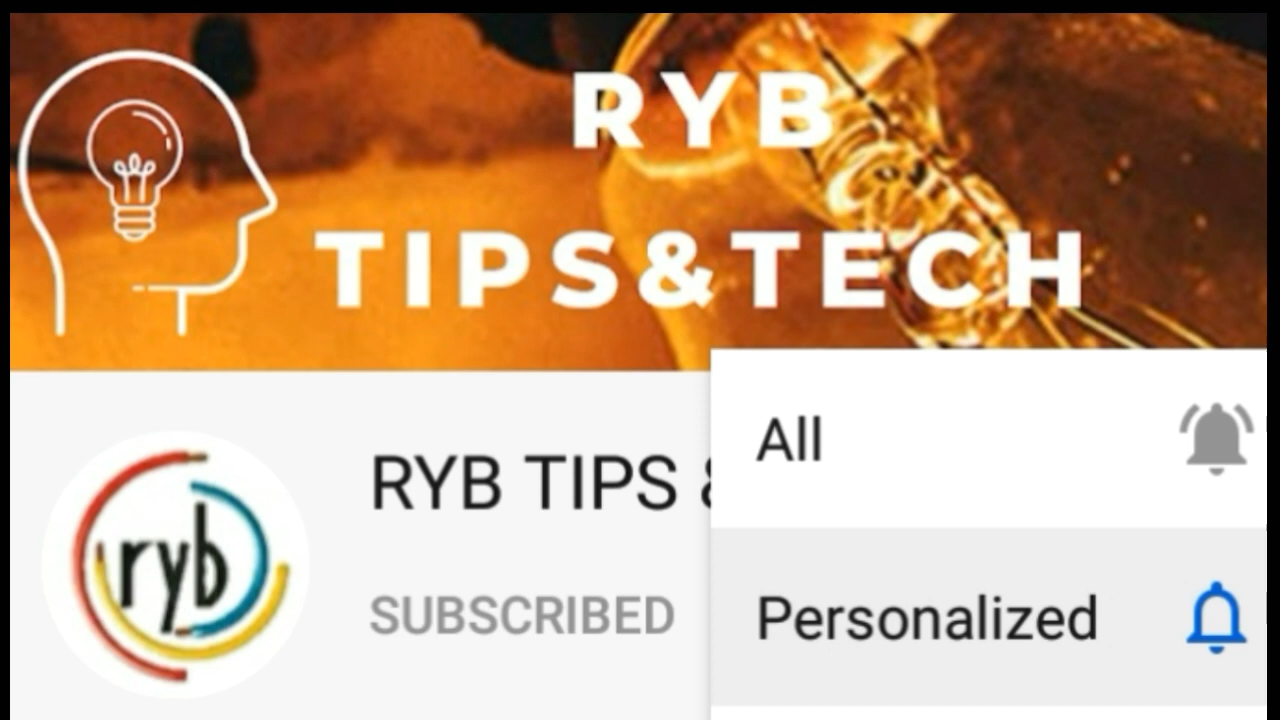 RYB
TIPS&TECH
RYB TIPS
SUBSCRIBED
ryb
All
Personalized